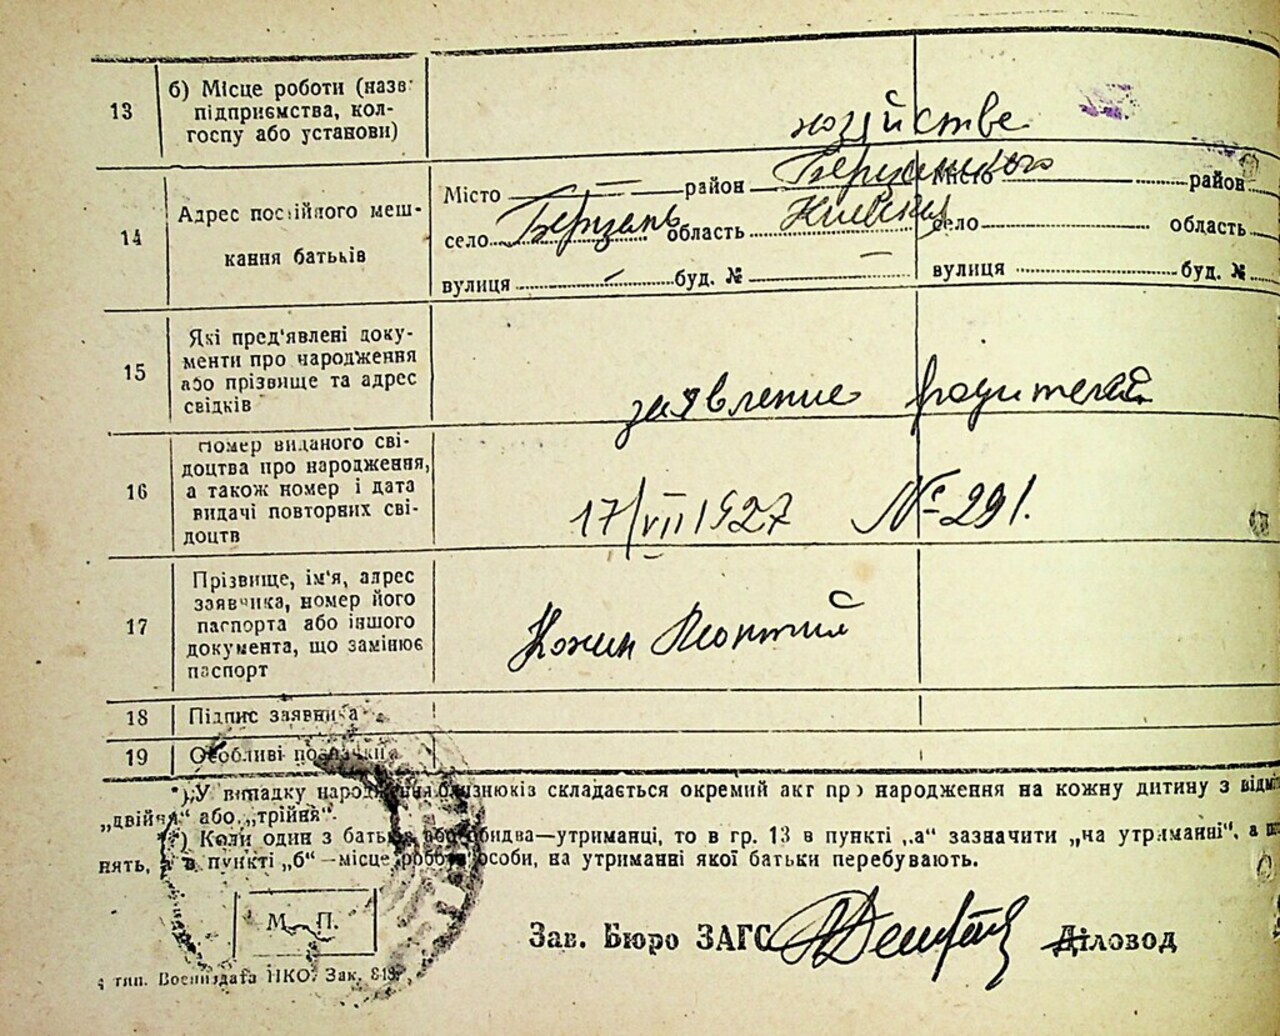 13
б) Місце роботи (назв
підприємства, кол-
госпу або установи)
хозяйстве
14
Адрес постійного меш-
кання батьків
Місто — район
село Березань область Киевская
вулиця — буд. № —
Місто район
село область
вулиця буд. №
15
Які пред'явлені доку-
менти про народження
або прізвище та адрес
свідків
заявление родителей
16
Номер виданого сві-
доцтва про народження,
а також номер і дата
видачі повторних сві-
доцтв
17/VII 1927 № 291.
17
Прізвище, ім'я, адрес
заявника, номер його
паспорта або іншого
документа, що замінює
паспорт
18
Підпис заявника
19
Особливі позначки
*) У випадку народження близнюків складається окремий акт про народження на кожну дитину з відмі
„двійня" або „трійня".
*) Коли один з батьків або обидва—утриманці, то в гр. 13 в пункті „а" зазначити „на утриманні", а
нять, а в пункті „б"—місце роботи особи, на утриманні якої батьки перебувають.
М. П.
Зав. Бюро ЗАГС Діловод
тип. Воениздата НКО. Зак.